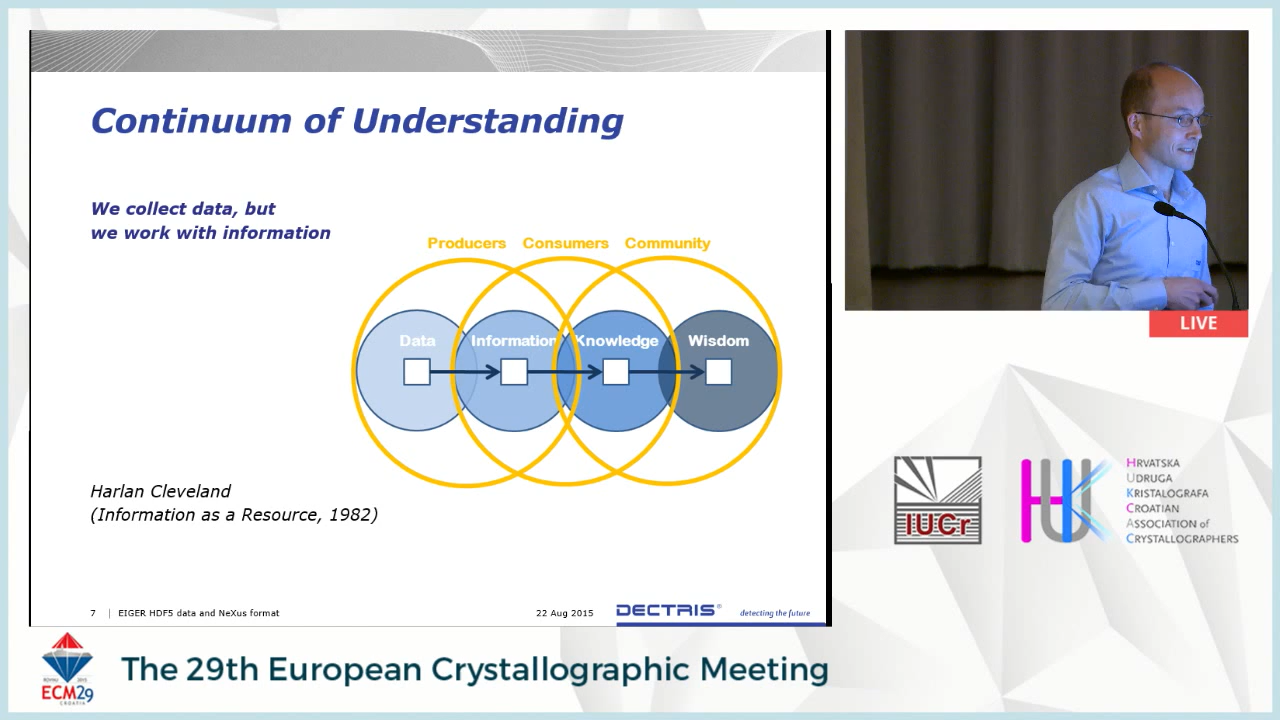 Continuum of Understanding
We collect data, but
we work with information
Producers Consumers Community
Data Information Knowledge Wisdom
Harlan Cleveland
(Information as a Resource, 1982)
7 | EIGER HDF5 data and NeXus format 22 Aug 2015 DECTRIS® detecting the future
LIVE
IUCr
HUK
HRVATSKA
UDRUGA
KRISTALOGRAFA
CROATIAN
ASSOCIATION of
CRYSTALLOGRAPHERS
ECM29
CROATIA
The 29th European Crystallographic Meeting